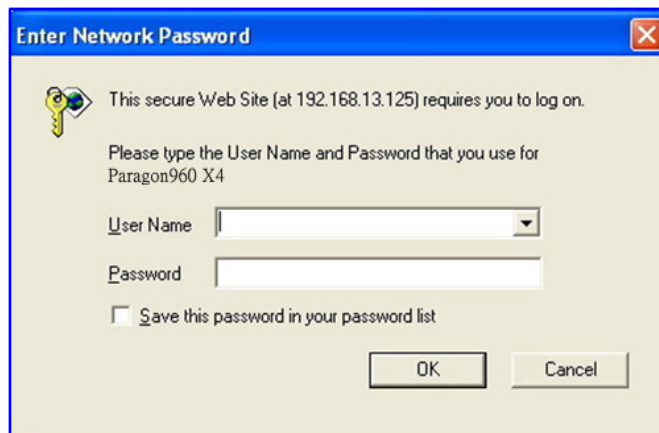 Enter Network Password
This secure Web Site (at 192.168.13.125) requires you to log on.
Please type the User Name and Password that you use for
Paragon960 X4
User Name
Password
Save this password in your password list
OK
Cancel